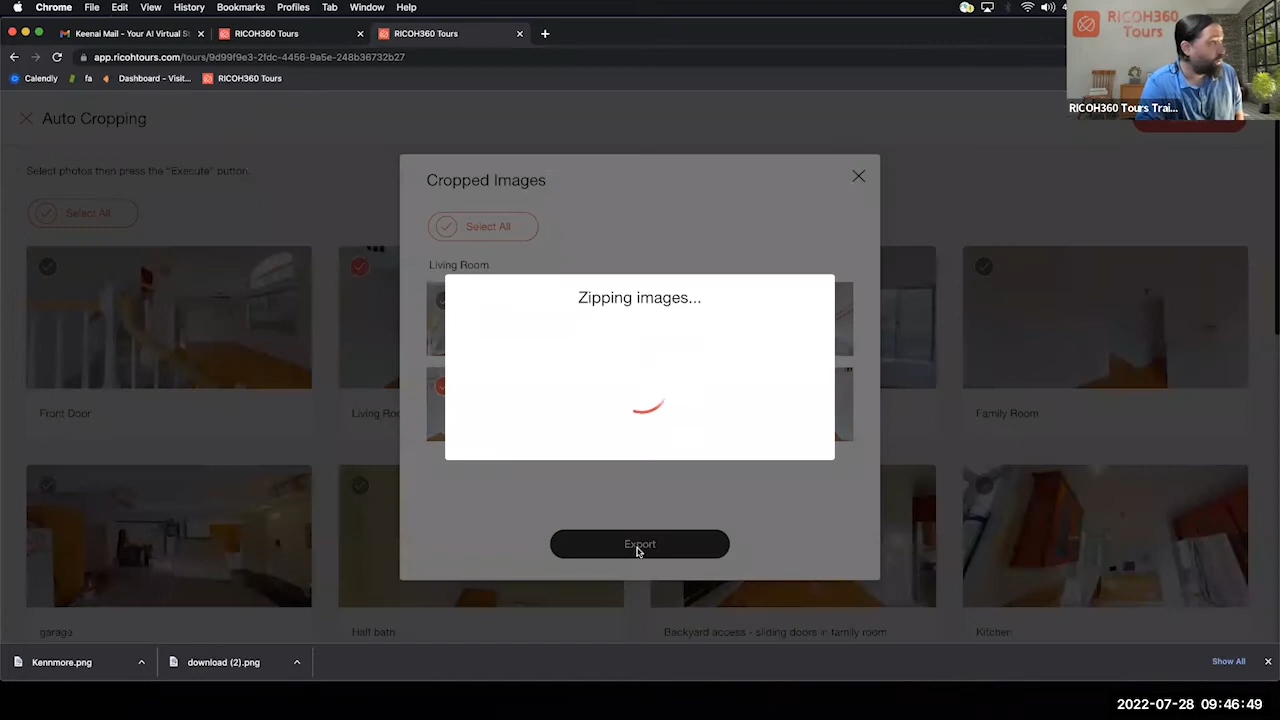 Chrome File Edit View History Bookmarks Profiles Tab Window Help
Keenai Mail - Your AI Virtual St
RICOH360 Tours
RICOH360 Tours
app.ricohtours.com/tours/9d99f9e3-2fdc-4456-9a5e-248b36732b27
Calendly
fa
Dashboard - Visit...
RICOH360 Tours
RICOH360
Tours
RICOH360 Tours Trai...
Auto Cropping
Select photos then press the "Execute" button.
Select All
Cropped Images
Select All
Living Room
Zipping images...
Export
Front Door
Living Roo
Family Room
garage
Half bath
Backyard access - sliding doors in family room
Kitchen
Kennmore.png
download (2).png
Show All
2022-07-28 09:46:49